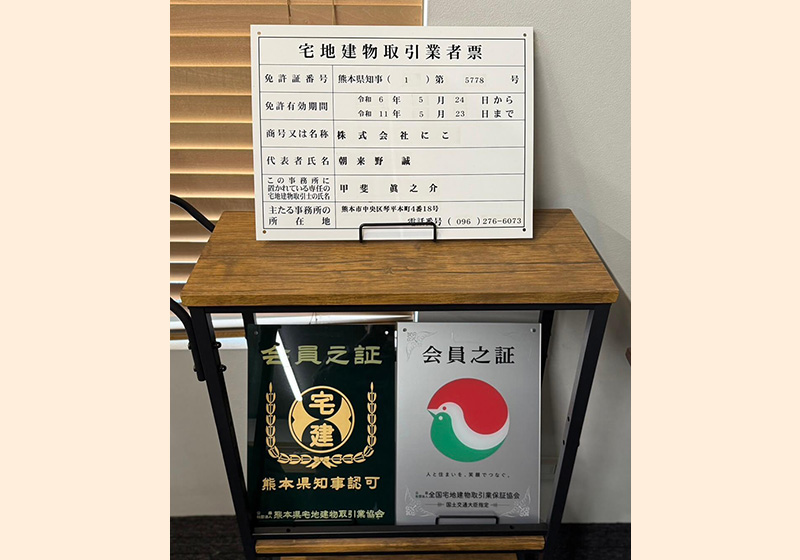 宅地建物取引業者票
免許証番号 熊本県知事（ 1 ）第 5778 号
免許有効期間 令和 6 年 5 月 24 日から
令和 11 年 5 月 23 日まで
商号又は名称 株式会社にこ
代表者氏名 朝来野 誠
この事務所に
置かれている専任の
宅地建物取引士の氏名 甲斐 眞之介
主たる事務所の 熊本市中央区琴平本町4番18号
所在地 電話番号（ 096 ）276-6073
会員之証
宅
建
熊本県知事認可
熊本県宅地建物取引業協会
会員之証
人と住まいを、笑顔でつなぐ。
全国宅地建物取引業保証協会
国土交通大臣指定